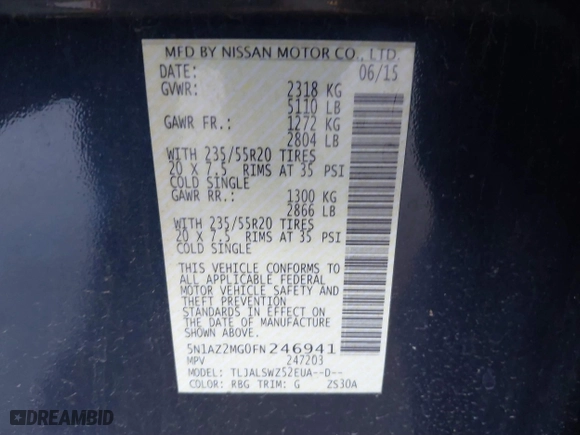 MFD BY NISSAN MOTOR CO., LTD.
DATE: 06/15
GVWR: 2318 KG
5110 LB
GAWR FR.: 1272 KG
2804 LB
WITH 235/55R20 TIRES
20 X 7.5 RIMS AT 35 PSI
COLD SINGLE
GAWR RR.: 1300 KG
2866 LB
WITH 235/55R20 TIRES
20 X 7.5 RIMS AT 35 PSI
COLD SINGLE
THIS VEHICLE CONFORMS TO
ALL APPLICABLE FEDERAL
MOTOR VEHICLE SAFETY AND
THEFT PREVENTION
STANDARDS IN EFFECT ON
THE DATE OF MANUFACTURE
SHOWN ABOVE.
5N1AZ2MG0FN246941
MPV 247203
MODEL: TLJALSWZ52EUA--D--
COLOR: RBG TRIM: G ZS30A
DREAMBID